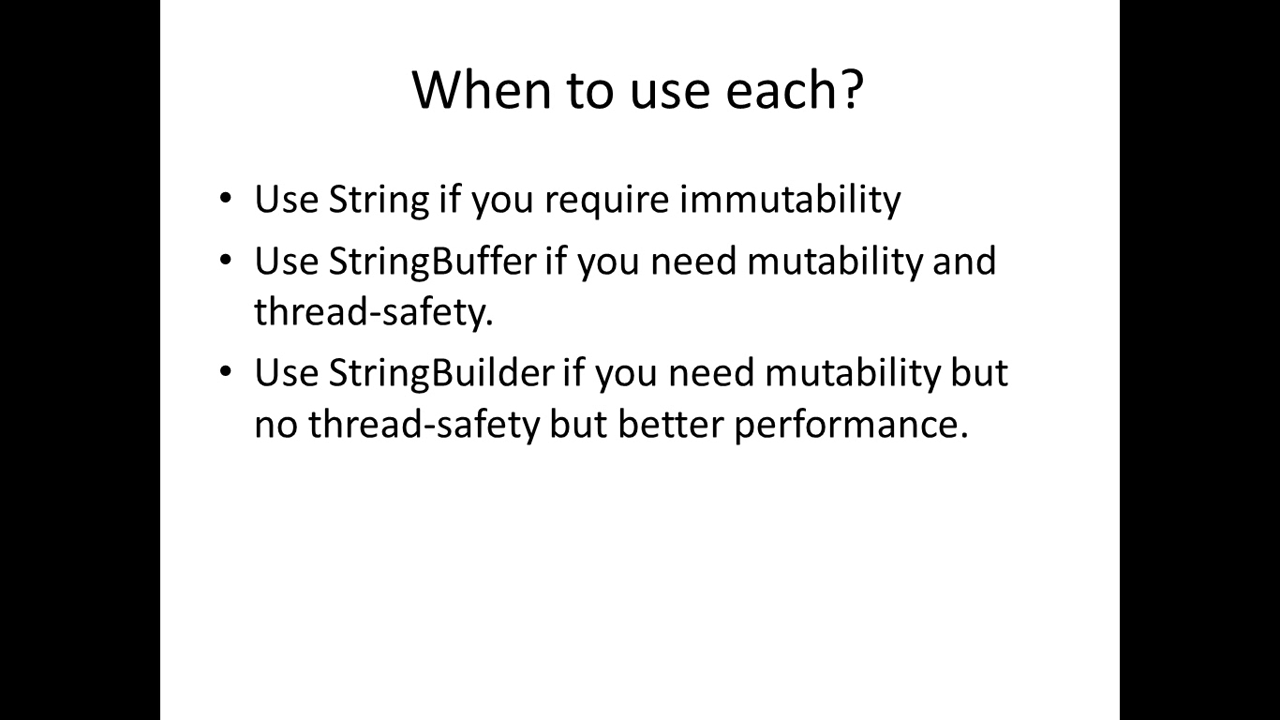 When to use each?
• Use String if you require immutability
• Use StringBuffer if you need mutability and
thread-safety.
• Use StringBuilder if you need mutability but
no thread-safety but better performance.